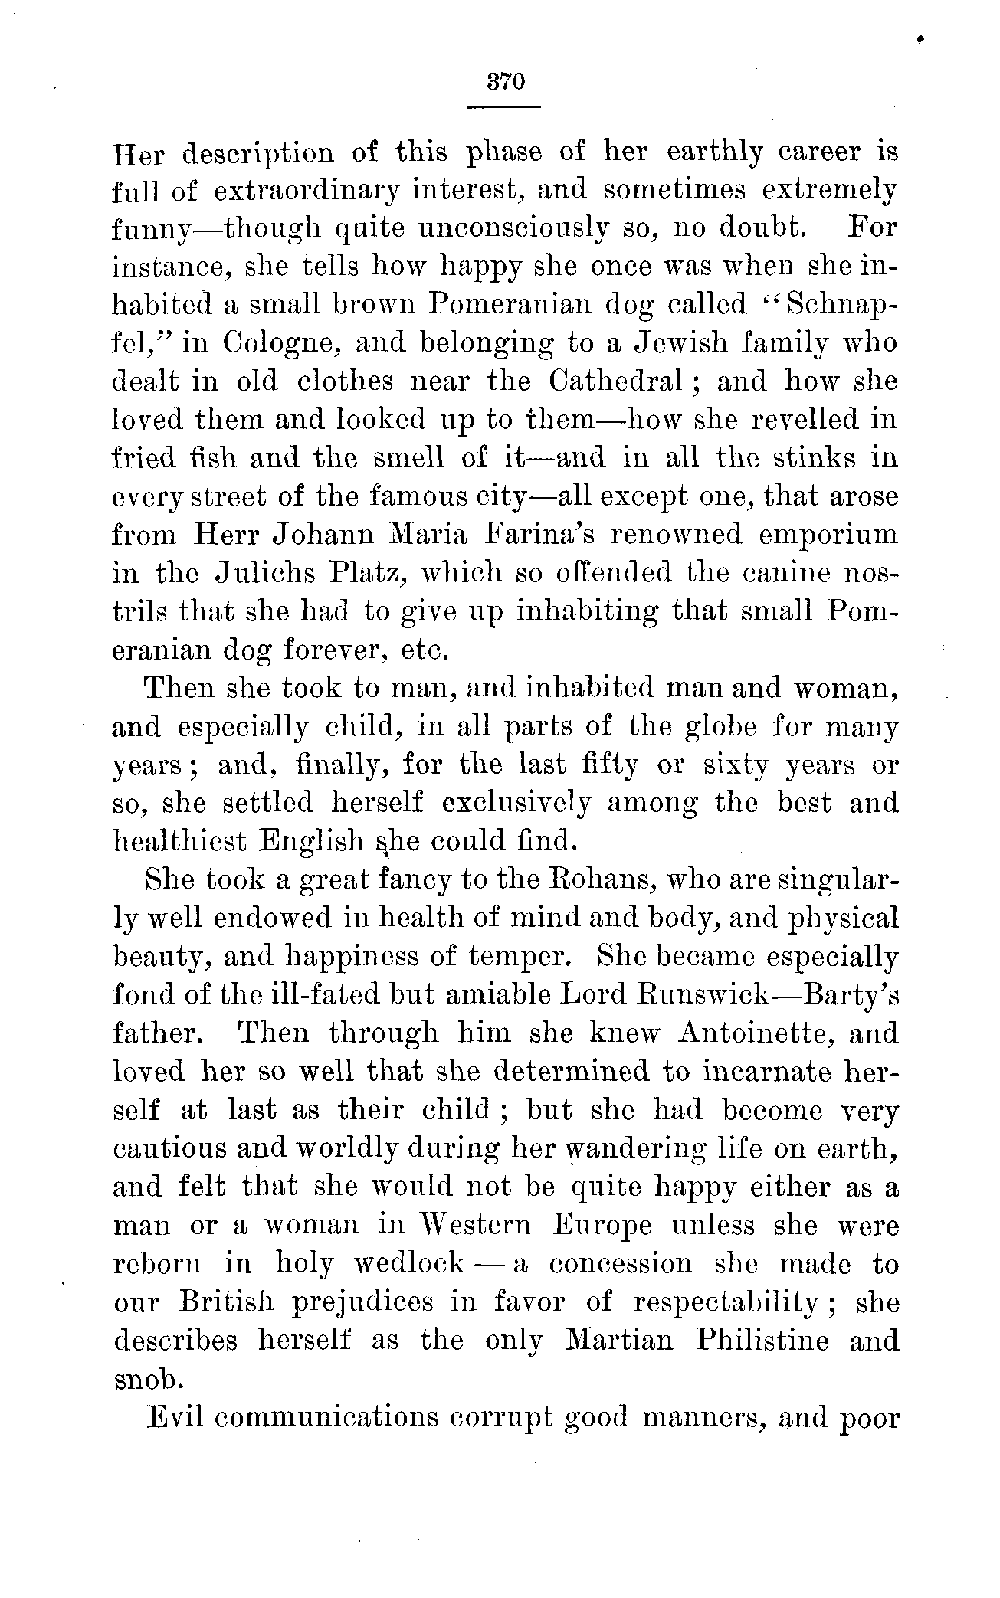 370
Her description of this phase of her earthly career is
full of extraordinary interest, and sometimes extremely
funny—though quite unconsciously so, no doubt. For
instance, she tells how happy she once was when she in-
habited a small brown Pomeranian dog called “Schnap-
fel,” in Cologne, and belonging to a Jewish family who
dealt in old clothes near the Cathedral; and how she
loved them and looked up to them—how she revelled in
fried fish and the smell of it—and in all the stinks in
every street of the famous city—all except one, that arose
from Herr Johann Maria Farina’s renowned emporium
in the Julichs Platz, which so offended the canine nos-
trils that she had to give up inhabiting that small Pom-
eranian dog forever, etc.
Then she took to man, and inhabited man and woman,
and especially child, in all parts of the globe for many
years; and, finally, for the last fifty or sixty years or
so, she settled herself exclusively among the best and
healthiest English she could find.
She took a great fancy to the Rohans, who are singular-
ly well endowed in health of mind and body, and physical
beauty, and happiness of temper. She became especially
fond of the ill-fated but amiable Lord Runswick—Barty’s
father. Then through him she knew Antoinette, and
loved her so well that she determined to incarnate her-
self at last as their child; but she had become very
cautious and worldly during her wandering life on earth,
and felt that she would not be quite happy either as a
man or a woman in Western Europe unless she were
reborn in holy wedlock—a concession she made to
our British prejudices in favor of respectability; she
describes herself as the only Martian Philistine and
snob.
Evil communications corrupt good manners, and poor